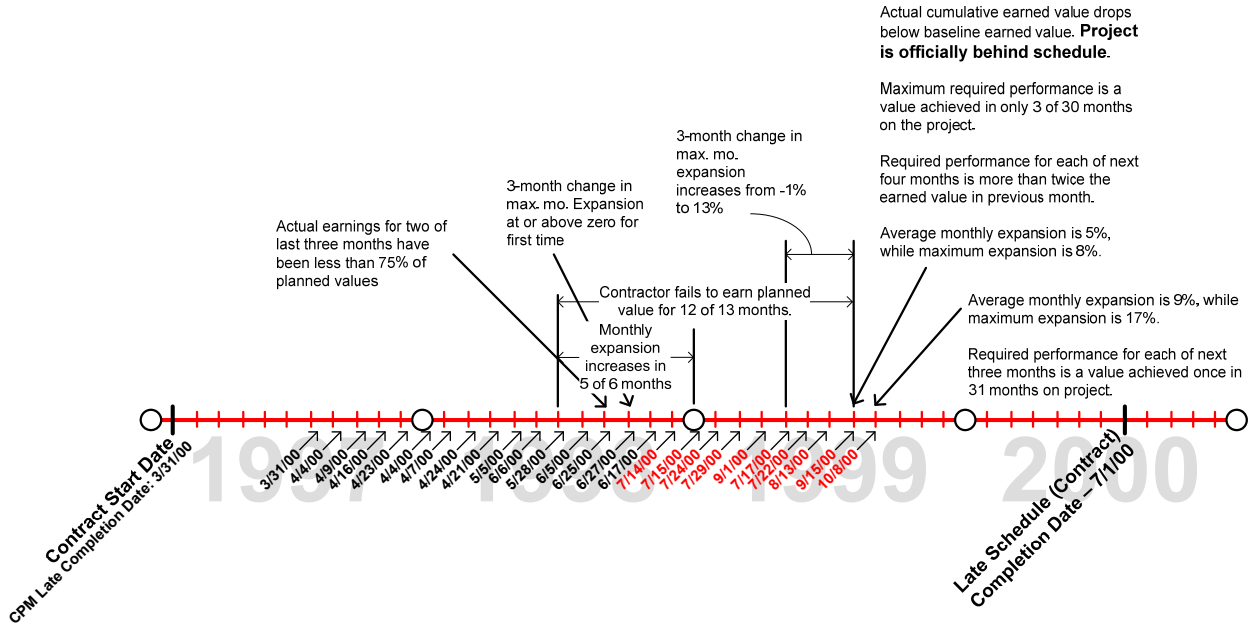 Actual cumulative earned value drops
below baseline earned value. Project
is officially behind schedule.
Maximum required performance is a
value achieved in only 3 of 30 months
on the project.
Required performance for each of next
four months is more than twice the
earned value in previous month.
Average monthly expansion is 5%,
while maximum expansion is 8%.
3-month change in
max. mo.
expansion
increases from -1%
to 13%
3-month change in
max. mo. Expansion
at or above zero for
first time
Actual earnings for two of
last three months have
been less than 75% of
planned values
Contractor fails to earn planned
value for 12 of 13 months.
Monthly
expansion
increases in
5 of 6 months
Average monthly expansion is 9%, while
maximum expansion is 17%.
Required performance for each of next
three months is a value achieved once in
31 months on project.
1997
1998
1999
2000
Contract Start Date
CPM Late Completion Date: 3/31/00
3/31/00
4/4/00
4/9/00
4/16/00
4/23/00
4/4/00
4/7/00
4/24/00
4/21/00
5/5/00
6/6/00
5/28/00
6/5/00
6/25/00
6/27/00
6/17/00
7/14/00
7/15/00
7/24/00
7/29/00
9/1/00
7/17/00
7/22/00
8/13/00
9/15/00
10/8/00
Late Schedule (Contract)
Completion Date – 7/1/00